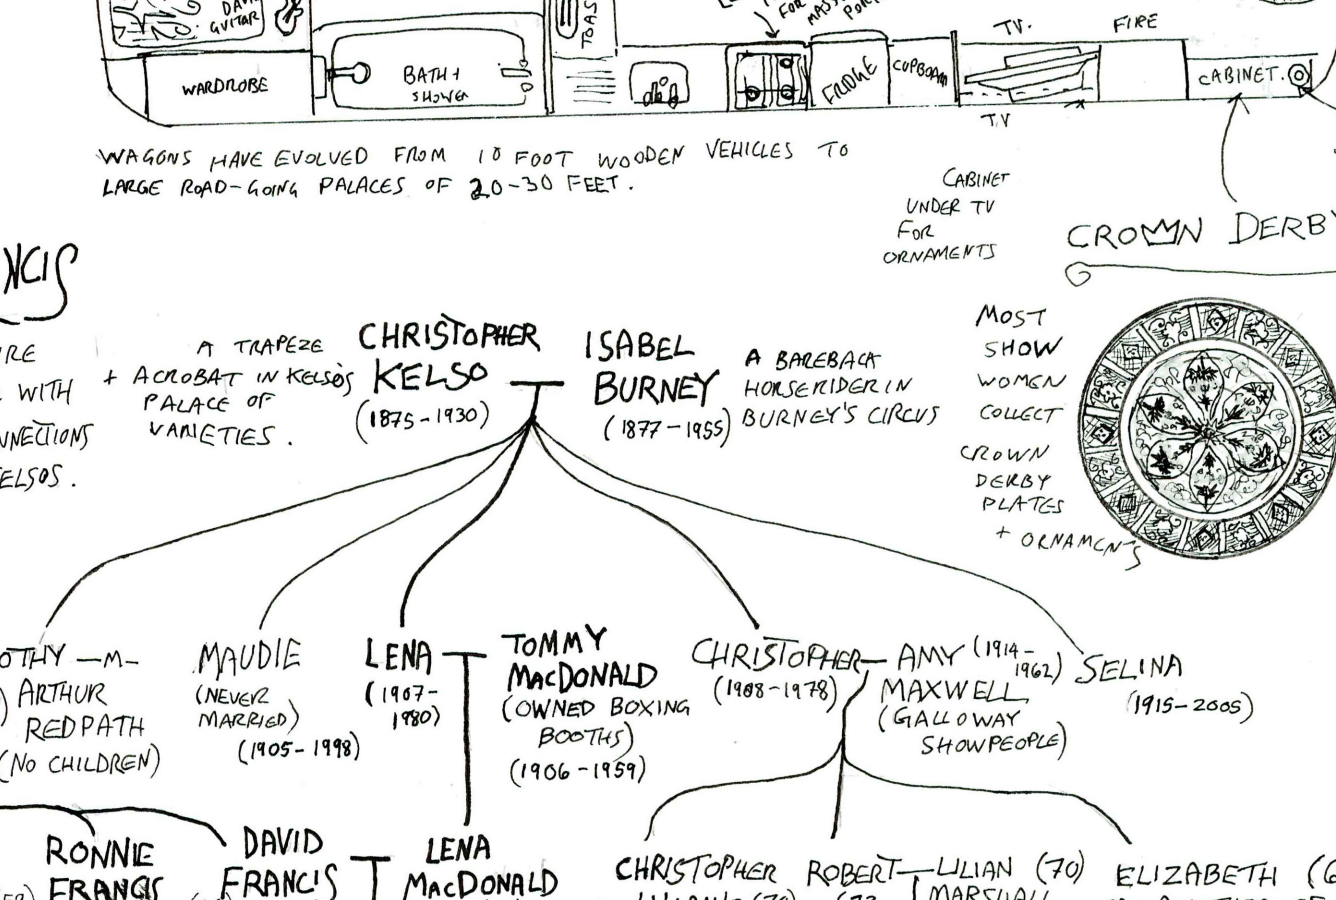 GUITAR
WARDROBE
BATH +
SHOWER
FRIDGE
CUPBOARD
TV.
TV
FIRE
CABINET.
WAGONS HAVE EVOLVED FROM 10 FOOT WOODEN VEHICLES TO
LARGE ROAD-GOING PALACES OF 20-30 FEET.
CABINET
UNDER TV
FOR
ORNAMENTS
CROWN DERBY
MOST
SHOW
WOMEN
COLLECT
CROWN
DERBY
PLATES
+ ORNAMENTS
WITH
A TRAPEZE
+ ACROBAT IN KELSO'S
PALACE OF
VARIETIES.
CHRISTOPHER
KELSO
(1875-1930)
ISABEL
BURNEY
(1877-1955)
A BAREBACK
HORSERIDER IN
BURNEY'S CIRCUS
OTHY -M-
ARTHUR
REDPATH
(NO CHILDREN)
MAUDIE
(NEVER
MARRIED)
(1905-1998)
LENA
(1907-
1980)
TOMMY
MACDONALD
(OWNED BOXING
BOOTHS)
(1906-1959)
CHRISTOPHER
(1908-1978)
AMY (1914-
1962)
MAXWELL
(GALLOWAY
SHOWPEOPLE)
SELINA
(1915-2005)
RONNIE
FRANCIS
DAVID
FRANCIS
LENA
MACDONALD
CHRISTOPHER
ROBERT
LILIAN (70)
MARSHALL
ELIZABETH